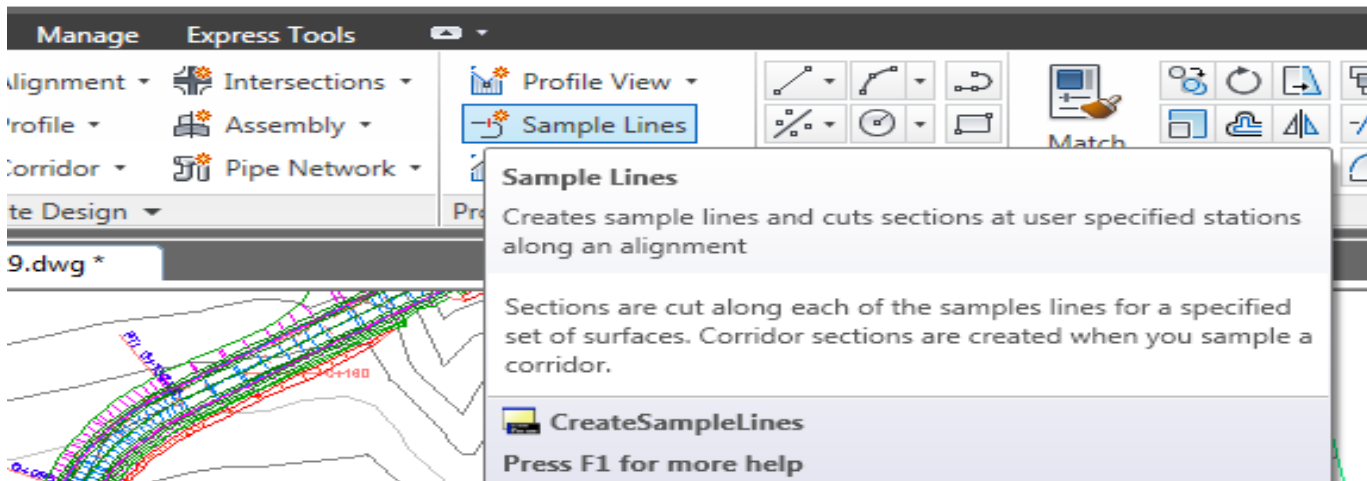 Manage Express Tools
lignment Intersections Profile View
rofile Assembly Sample Lines
orridor Pipe Network
Match
te Design Pr
Sample Lines
Creates sample lines and cuts sections at user specified stations
along an alignment
9.dwg *
Sections are cut along each of the samples lines for a specified
set of surfaces. Corridor sections are created when you sample a
corridor.
0+160
CreateSampleLines
Press F1 for more help